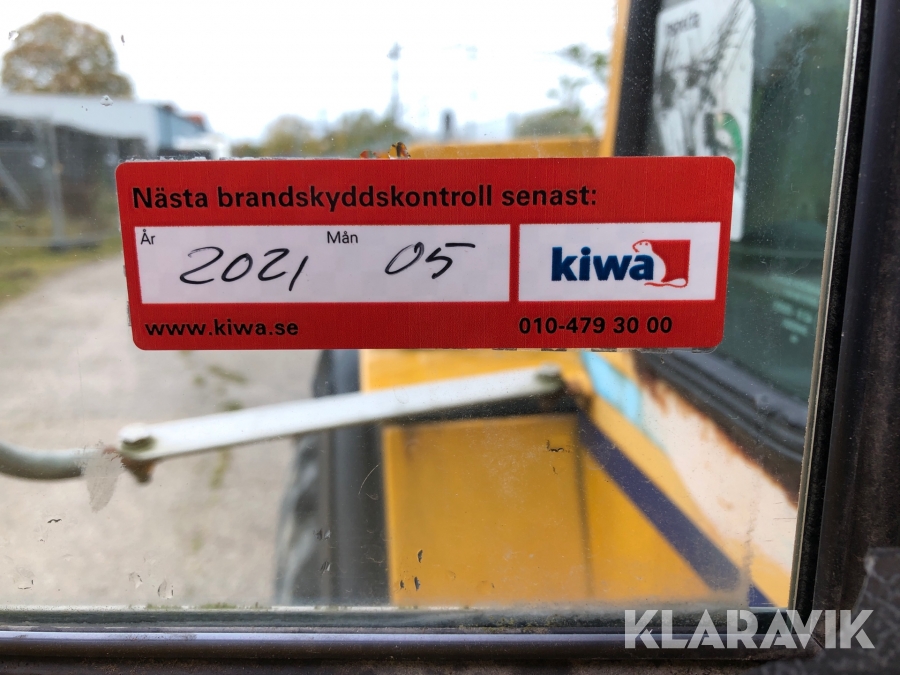 Nästa brandskyddskontroll senast:
År 2021 Mån 05
kiwa
www.kiwa.se 010-479 30 00
KLARAVIK